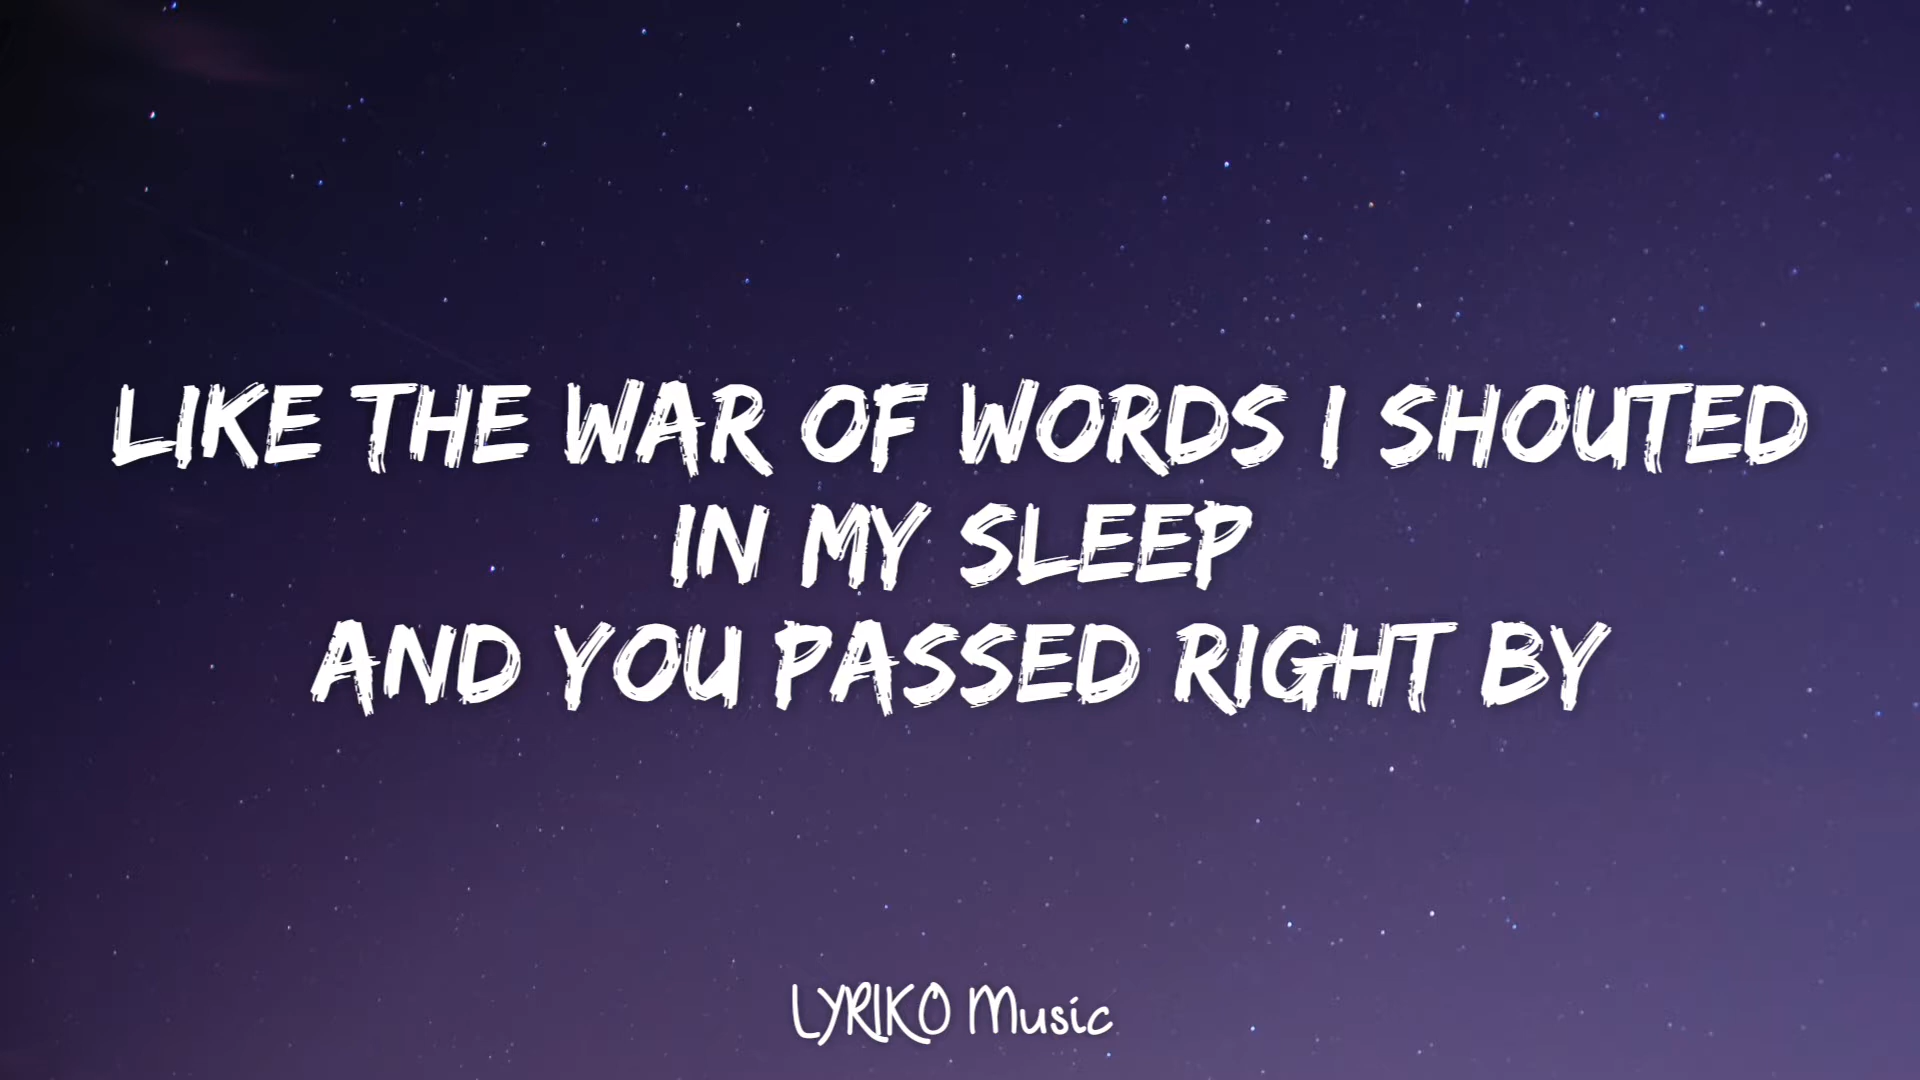 LIKE THE WAR OF WORDS I SHOUTED
IN MY SLEEP
AND YOU PASSED RIGHT BY
LYRIKO Music